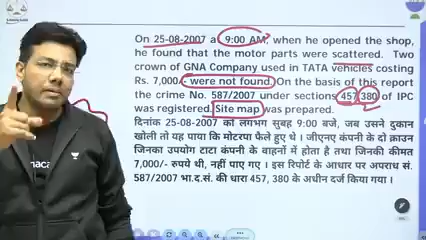 On 25-08-2007 a 9:00 AM, when he opened the shop,
he found that the motor parts were scattered. Two
crown of GNA Company used in TATA vehicles costing
Rs. 7,000/- were not found. On the basis of this report
the crime No. 587/2007 under sections 457, 380 of IPC
was registered. Site map was prepared.
दिनांक 25-08-2007 को लगभग सुबह 9:00 बजे, जब उसने दुकान
खोली तो यह पाया कि मोटरपा फैले हुए थे। जीएनए कंपनी के दो क्राउन
जिनका उपयोग टाटा कंपनी के वाहनों में होता है तथा जिनकी कीमत
7,000/- रुपये थी, नहीं पाए गए । इस रिपोर्ट के आधार पर अपराध सं.
587/2007 भा.द.सं. की धारा 457, 380 के अधीन दर्ज किया गया ।